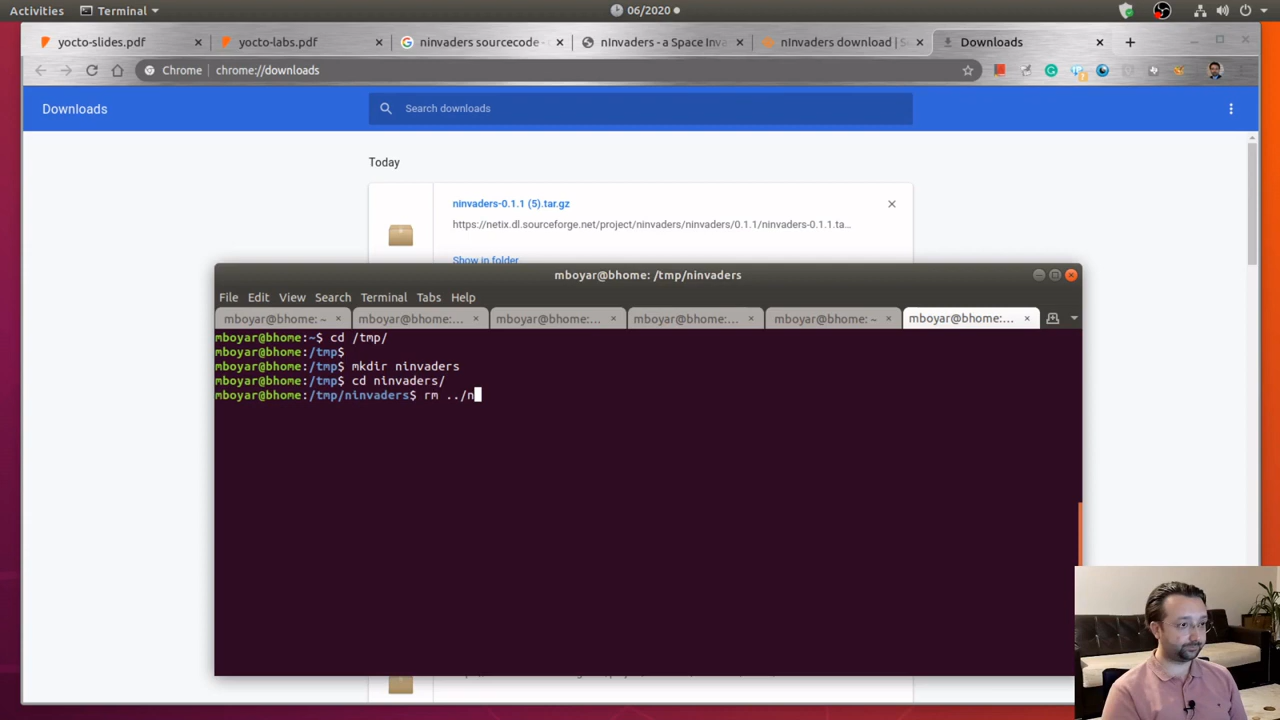 Activities Terminal 06/2020
yocto-slides.pdf yocto-labs.pdf ninvaders sourcecode - nInvaders - a Space Inva nInvaders download | S Downloads
Chrome chrome://downloads
Downloads Search downloads
Today
ninvaders-0.1.1 (5).tar.gz
https://netix.dl.sourceforge.net/project/ninvaders/ninvaders/0.1.1/ninvaders-0.1.1.ta...
Show in folder
mboyar@bhome: /tmp/ninvaders
File Edit View Search Terminal Tabs Help
mboyar@bhome: ~ mboyar@bhome:... mboyar@bhome:... mboyar@bhome:... mboyar@bhome: ~ mboyar@bhome:...
mboyar@bhome:~$ cd /tmp/
mboyar@bhome:/tmp$
mboyar@bhome:/tmp$ mkdir ninvaders
mboyar@bhome:/tmp$ cd ninvaders/
mboyar@bhome:/tmp/ninvaders$ rm ../n